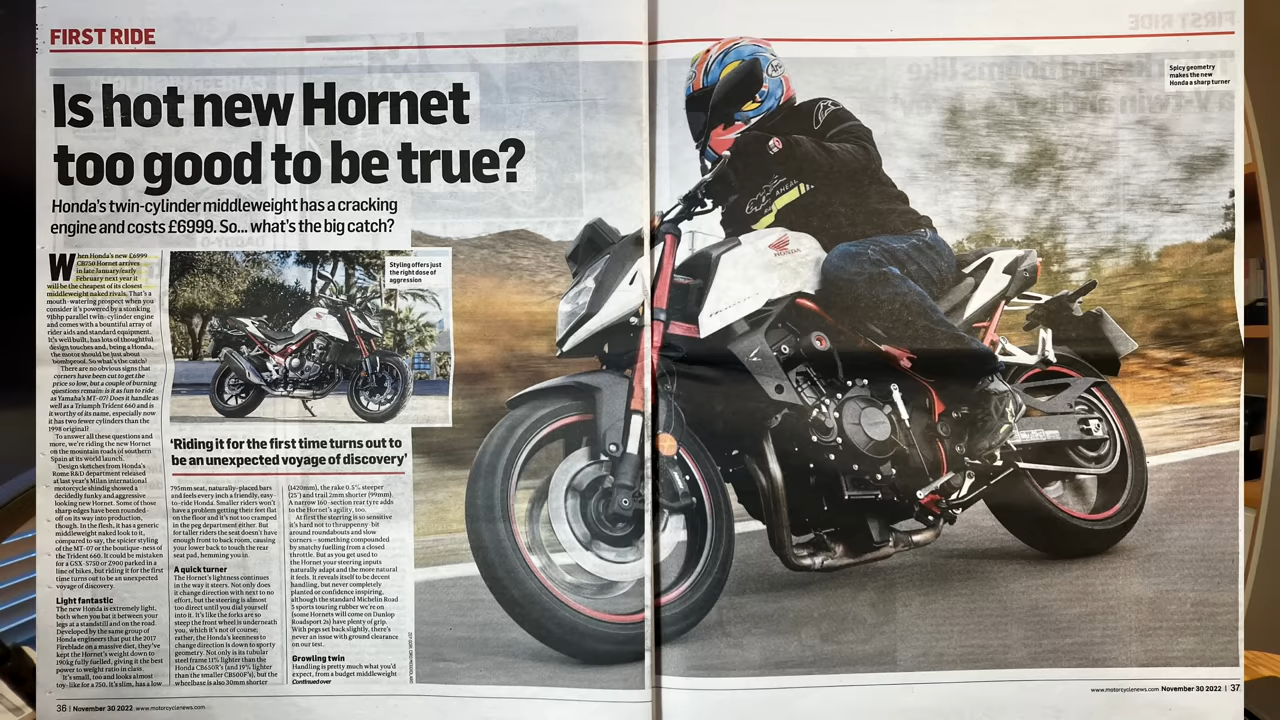 FIRST RIDE
Is hot new Hornet
too good to be true?
Honda's twin-cylinder middleweight has a cracking
engine and costs £6999. So... what's the big catch?
When Honda's new £6999
CB750 Hornet arrives
in late January/early
February next year it
will be the cheapest of its closest
middleweight naked rivals. That's a
mouth-watering prospect when you
consider it's powered by a stonking
91bhp parallel twin-cylinder engine
and comes with a bountiful array of
rider aids and standard equipment.
It's well built, has lots of thoughtful
design touches and, being a Honda,
the motor should be just about
bombproof. So what's the catch?
There are no obvious signs that
corners have been cut to get the
price so low, but a couple of burning
questions remain: is it as fun to ride
as Yamaha's MT-07? Does it handle as
well as a Triumph Trident 660 and is
it worthy of its name, especially now
it has two fewer cylinders than the
1998 original?
To answer all these questions and
more, we're riding the new Hornet
on the mountain roads of southern
Spain at its world launch.
Design sketches from Honda's
Rome R&D department released
at last year's Milan international
motorcycle shindig showed a
decidedly funky and aggressive
looking new Hornet. Some of those
sharp edges have been rounded-
off on its way into production,
though. In the flesh, it has a generic
middleweight naked look to it,
compared to, say, the spicier styling
of the MT-07 or the boutique-ness of
the Trident 660. It could be mistaken
for a GSX-S750 or Z900 parked in a
line of bikes, but riding it for the first
time turns out to be an unexpected
voyage of discovery.
Light fantastic
The new Honda is extremely light,
both when you bat it between your
legs at a standstill and on the road.
Developed by the same group of
Honda engineers that put the 2017
Fireblade on a massive diet, they've
kept the Hornet's weight down to
190kg fully fuelled, giving it the best
power to weight ratio in class.
It's small, too and looks almost
toy-like for a 750. It's slim, has a low
Styling offers just
the right dose of
aggression
'Riding it for the first time turns out to
be an unexpected voyage of discovery'
795mm seat, naturally-placed bars
and feels every inch a friendly, easy-
to-ride Honda. Smaller riders won't
have a problem getting their feet flat
on the floor and it's not too cramped
in the peg department either. But
for taller riders the seat doesn't have
enough front to back room, causing
your lower back to touch the rear
seat pad, hemming you in.
A quick turner
The Hornet's lightness continues
in the way it steers. Not only does
it change direction with next to no
effort, but the steering is almost
too direct until you dial yourself
into it. It's like the forks are so
steep the front wheel is underneath
you, which it's not of course;
rather, the Honda's keenness to
change direction is down to sporty
geometry. Not only is its tubular
steel frame 11% lighter than the
Honda CB650R's (and 19% lighter
than the smaller CB500F's), but the
wheelbase is also 30mm shorter
(1420mm), the rake 0.5° steeper
(25°) and trail 2mm shorter (99mm).
A narrow 160-section rear tyre adds
to the Hornet's agility, too.
At first the steering is so sensitive
it's hard not to thruppenny-bit
around roundabouts and slow
corners – something compounded
by snatchy fuelling from a closed
throttle. But as you get used to
the Hornet your steering inputs
naturally adapt and the more natural
it feels. It reveals itself to be decent
handling, but never completely
planted or confidence inspiring,
although the standard Michelin Road
5 sports touring rubber we're on
(some Hornets will come on Dunlop
Roadsport 2s) have plenty of grip.
With pegs set back slightly, there's
never an issue with ground clearance
on our test.
Growling twin
Handling is pretty much what you'd
expect, from a budget middleweight
Continued over
Spicy geometry
makes the new
Honda a sharp turner
HONDA
36 | November 30 2022 www.motorcyclenews.com
www.motorcyclenews.com November 30 2022 | 37